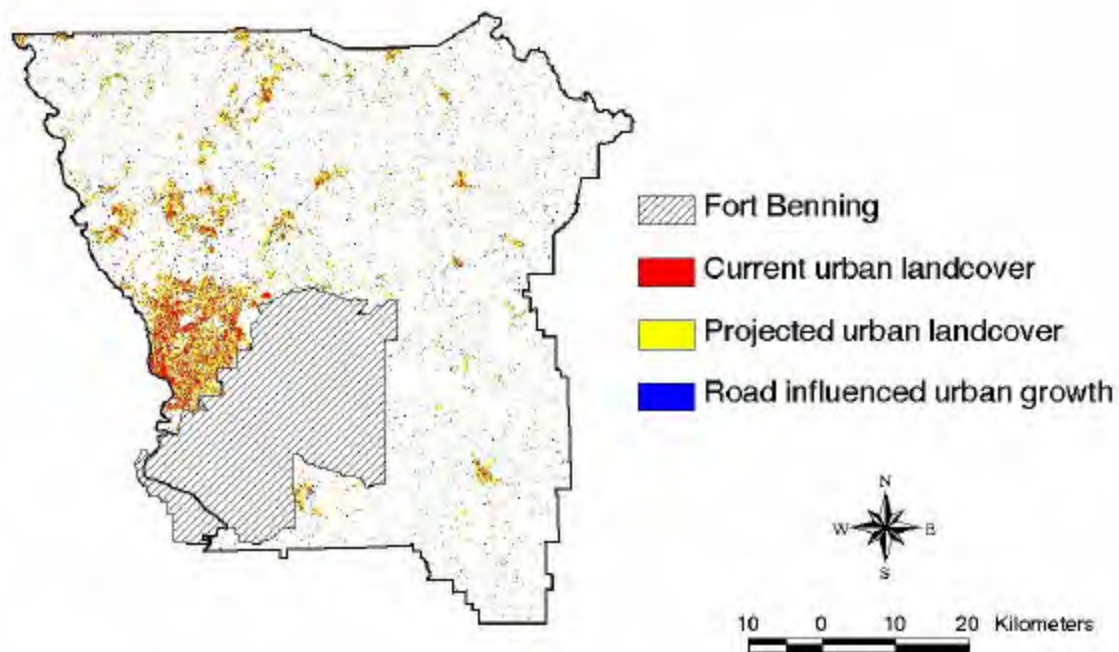 Fort Benning
Current urban landcover
Projected urban landcover
Road influenced urban growth
N
W E
S
10 0 10 20 Kilometers